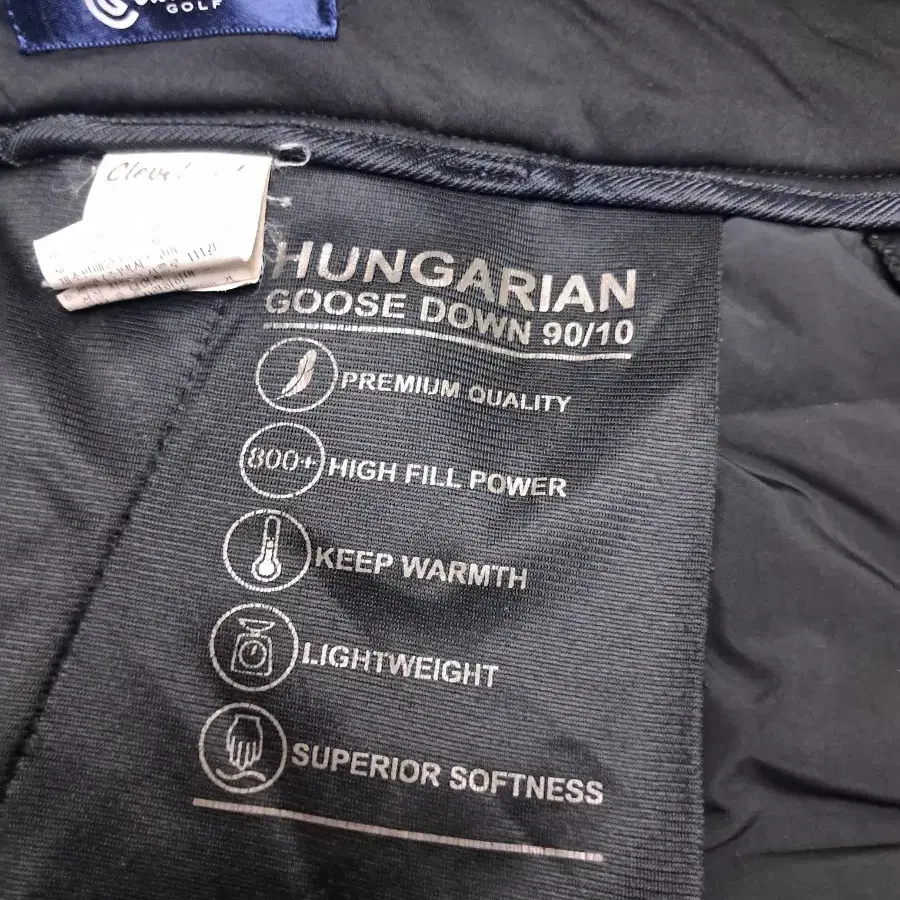 GOLF
HUNGARIAN
GOOSE DOWN 90/10
PREMIUM QUALITY
800+
HIGH FILL POWER
KEEP WARMTH
LIGHTWEIGHT
SUPERIOR SOFTNESS